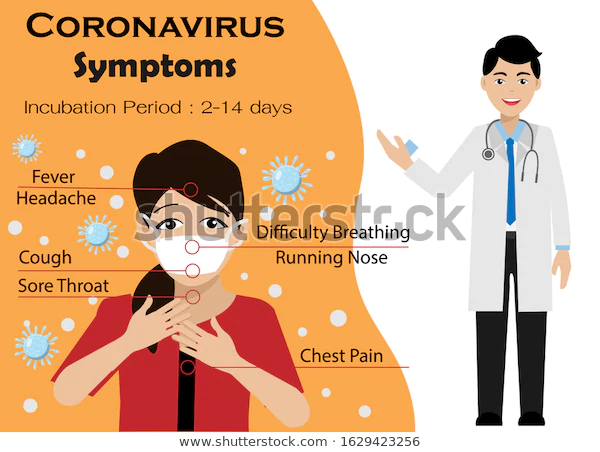 CORONAVIRUS
Symptoms
Incubation Period : 2-14 days
Fever
Headache
shutterstock
Difficulty Breathing
Running Nose
Cough
Sore Throat
Chest Pain
www.shutterstock.com · 1629423256